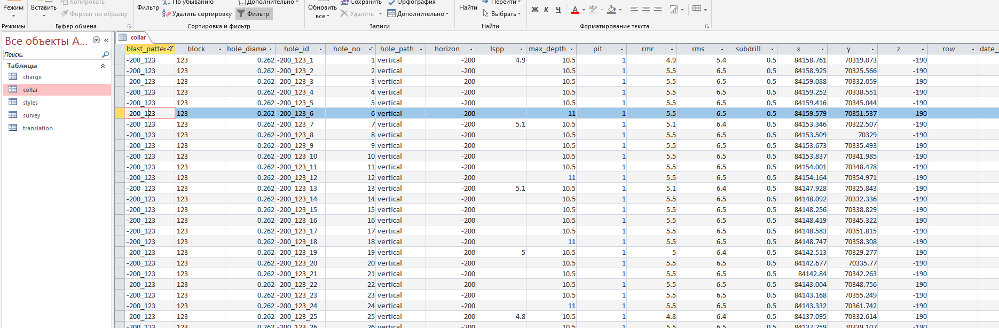 Режим Вставить Копировать Формат по образцу Фильтр По убыванию Удалить сортировку Дополнительно Фильтр Обновить все Сохранить Удалить Орфография Дополнительно Найти Перейти Выбрать Ж К Ч А
Режимы Буфер обмена Сортировка и фильтр Записи Найти Форматирование текста
Все объекты А... «
Поиск...
Таблицы
charge
collar
styles
survey
translation
collar
blast_patter block hole_diame hole_id hole_no hole_path horizon lspp max_depth pit rmr rms subdrill x y z row date_
-200_123 123 0.262 -200_123_1 1 vertical -200 4.9 10.5 1 4.9 5.4 0.5 84158.761 70319.073 -190
-200_123 123 0.262 -200_123_2 2 vertical -200 10.5 1 5.5 6.5 0.5 84158.925 70325.566 -190
-200_123 123 0.262 -200_123_3 3 vertical -200 10.5 1 5.5 6.5 0.5 84159.088 70332.059 -190
-200_123 123 0.262 -200_123_4 4 vertical -200 10.5 1 5.5 6.5 0.5 84159.252 70338.551 -190
-200_123 123 0.262 -200_123_5 5 vertical -200 10.5 1 5.5 6.5 0.5 84159.416 70345.044 -190
-200_123 123 0.262 -200_123_6 6 vertical -200 11 1 5.5 6.5 0.5 84159.579 70351.537 -190
-200_123 123 0.262 -200_123_7 7 vertical -200 5.1 10.5 1 5.1 6.4 0.5 84153.346 70322.507 -190
-200_123 123 0.262 -200_123_8 8 vertical -200 10.5 1 5.5 6.5 0.5 84153.509 70329 -190
-200_123 123 0.262 -200_123_9 9 vertical -200 10.5 1 5.5 6.5 0.5 84153.673 70335.493 -190
-200_123 123 0.262 -200_123_10 10 vertical -200 10.5 1 5.5 6.5 0.5 84153.837 70341.985 -190
-200_123 123 0.262 -200_123_11 11 vertical -200 10.5 1 5.5 6.5 0.5 84154.001 70348.478 -190
-200_123 123 0.262 -200_123_12 12 vertical -200 11 1 5.5 6.5 0.5 84154.164 70354.971 -190
-200_123 123 0.262 -200_123_13 13 vertical -200 5.1 10.5 1 5.1 6.4 0.5 84147.928 70325.843 -190
-200_123 123 0.262 -200_123_14 14 vertical -200 10.5 1 5.5 6.5 0.5 84148.092 70332.336 -190
-200_123 123 0.262 -200_123_15 15 vertical -200 10.5 1 5.5 6.5 0.5 84148.256 70338.829 -190
-200_123 123 0.262 -200_123_16 16 vertical -200 10.5 1 5.5 6.5 0.5 84148.419 70345.322 -190
-200_123 123 0.262 -200_123_17 17 vertical -200 10.5 1 5.5 6.5 0.5 84148.583 70351.815 -190
-200_123 123 0.262 -200_123_18 18 vertical -200 11 1 5.5 6.5 0.5 84148.747 70358.308 -190
-200_123 123 0.262 -200_123_19 19 vertical -200 5 10.5 1 5 6.4 0.5 84142.513 70329.277 -190
-200_123 123 0.262 -200_123_20 20 vertical -200 10.5 1 5.5 6.5 0.5 84142.677 70335.77 -190
-200_123 123 0.262 -200_123_21 21 vertical -200 10.5 1 5.5 6.5 0.5 84142.84 70342.263 -190
-200_123 123 0.262 -200_123_22 22 vertical -200 10.5 1 5.5 6.5 0.5 84143.004 70348.756 -190
-200_123 123 0.262 -200_123_23 23 vertical -200 10.5 1 5.5 6.5 0.5 84143.168 70355.249 -190
-200_123 123 0.262 -200_123_24 24 vertical -200 11 1 5.5 6.5 0.5 84143.332 70361.742 -190
-200_123 123 0.262 -200_123_25 25 vertical -200 4.8 10.5 1 4.8 6.4 0.5 84137.095 70332.614 -190
-200_123 123 0.262 -200_123_26 26 vertical -200 10.5 1 5.5 6.5 0.5 84137.259 70339.107 -190